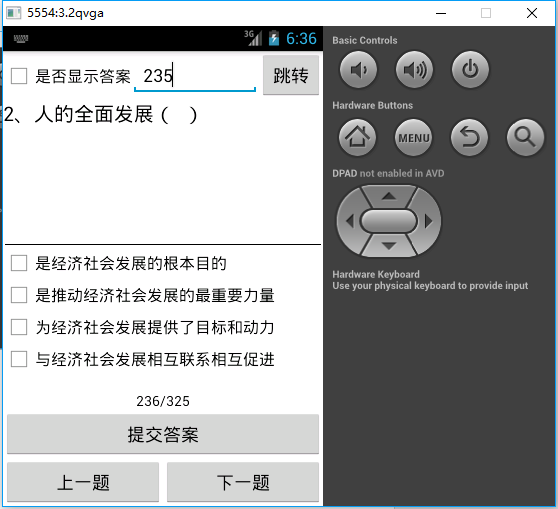 5554:3.2qvga
3G 6:36
是否显示答案 235 跳转
2、人的全面发展（ ）
是经济社会发展的根本目的
是推动经济社会发展的最重要力量
为经济社会发展提供了目标和动力
与经济社会发展相互联系相互促进
236/325
提交答案
上一题 下一题
Basic Controls
Hardware Buttons
MENU
DPAD not enabled in AVD
Hardware Keyboard
Use your physical keyboard to provide input